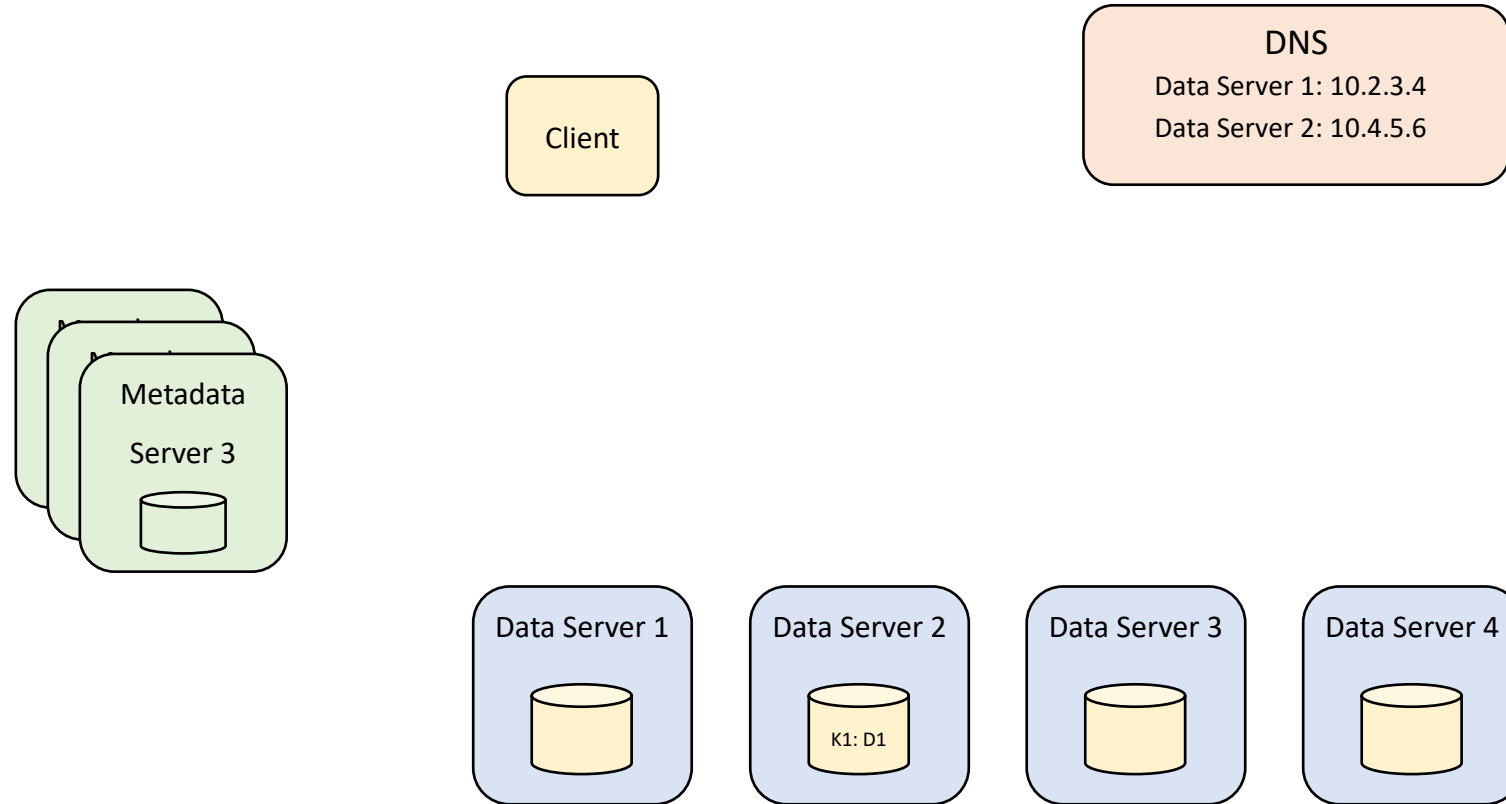 DNS
Data Server 1: 10.2.3.4
Data Server 2: 10.4.5.6
Client
Metadata
Server 3
Data Server 1
Data Server 2
Data Server 3
Data Server 4
K1: D1